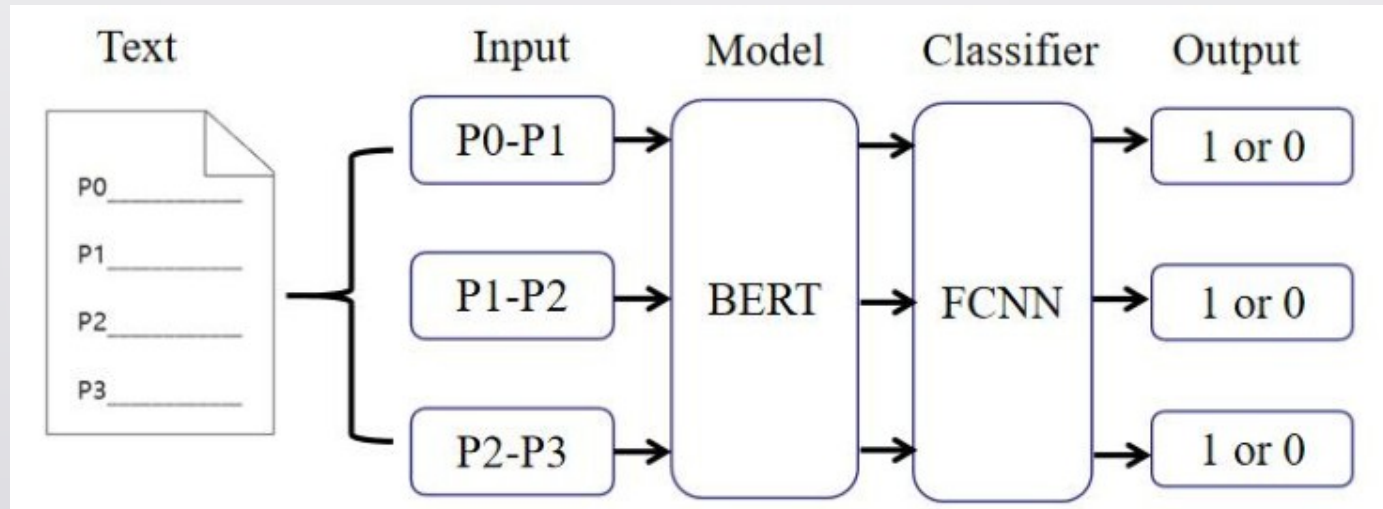 Text Input Model Classifier Output
P0
P1
P2
P3
P0-P1
P1-P2
P2-P3
BERT
FCNN
1 or 0
1 or 0
1 or 0